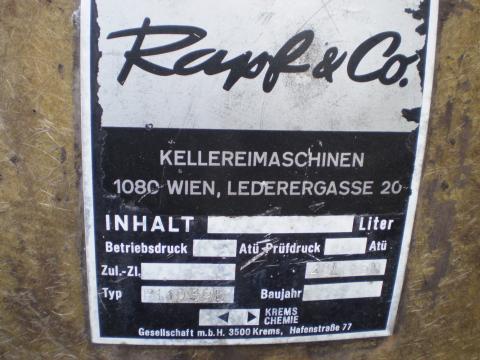 Rapf & Co.
KELLEREIMASCHINEN
1080 WIEN, LEDERERGASSE 20
INHALT Liter
Betriebsdruck Atü Prüfdruck Atü
Zul.-Zl.
Typ Baujahr
KREMS
CHEMIE
Gesellschaft m.b.H. 3500 Krems, Hafenstraße 77